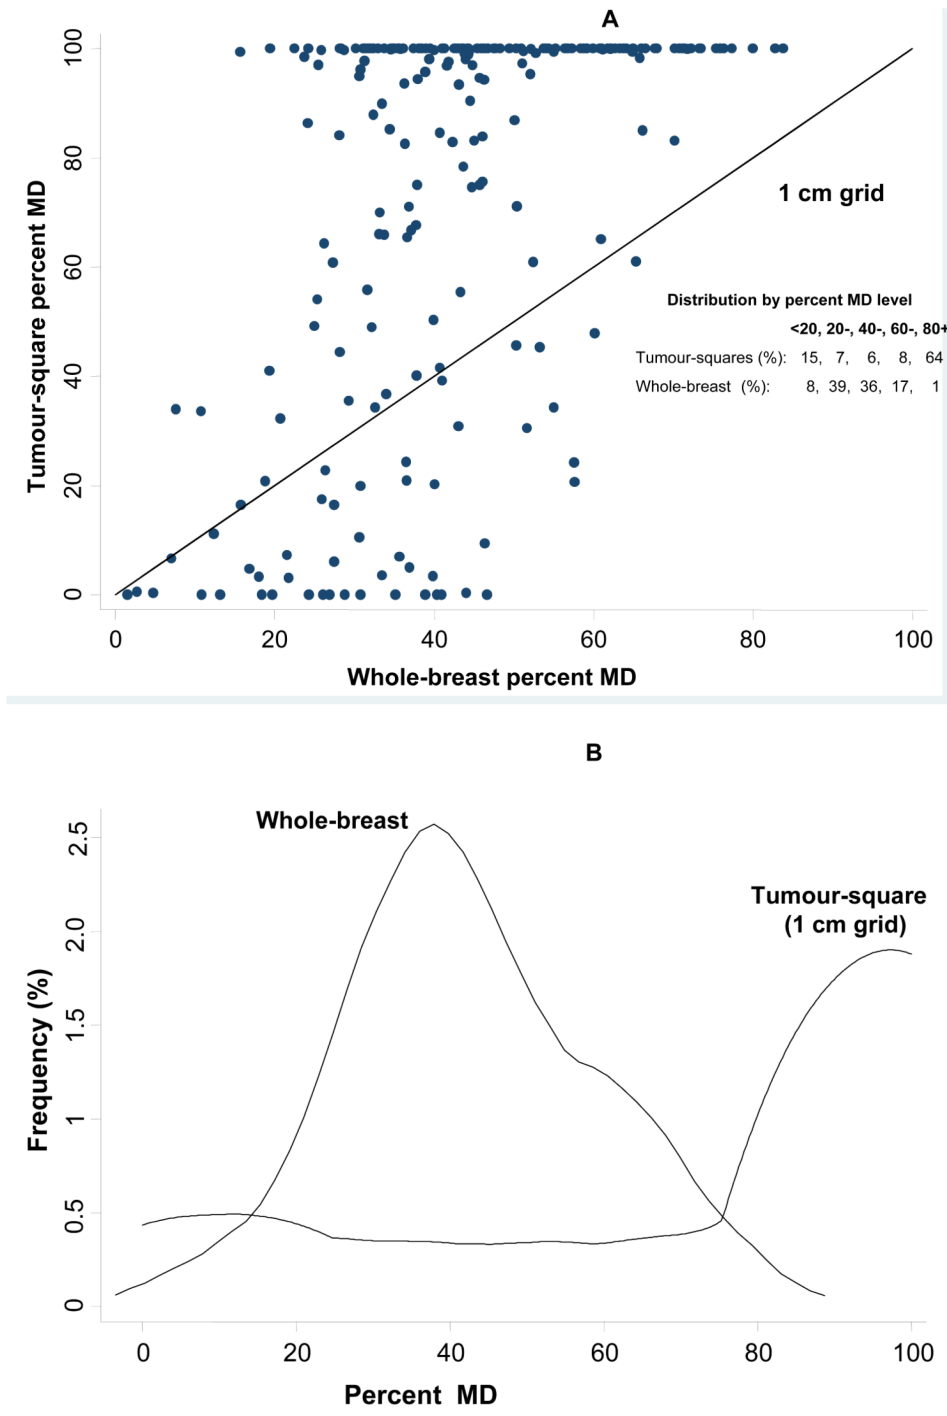 A
100
80
60
40
20
0
Tumour-square percent MD
1 cm grid
Distribution by percent MD level
<20, 20-, 40-, 60-, 80+
Tumour-squares (%): 15, 7, 6, 8, 64
Whole-breast (%): 8, 39, 36, 17, 1
0 20 40 60 80 100
Whole-breast percent MD
B
Whole-breast
Tumour-square
(1 cm grid)
2.5
2.0
1.5
1
0.5
0
Frequency (%)
0 20 40 60 80 100
Percent MD